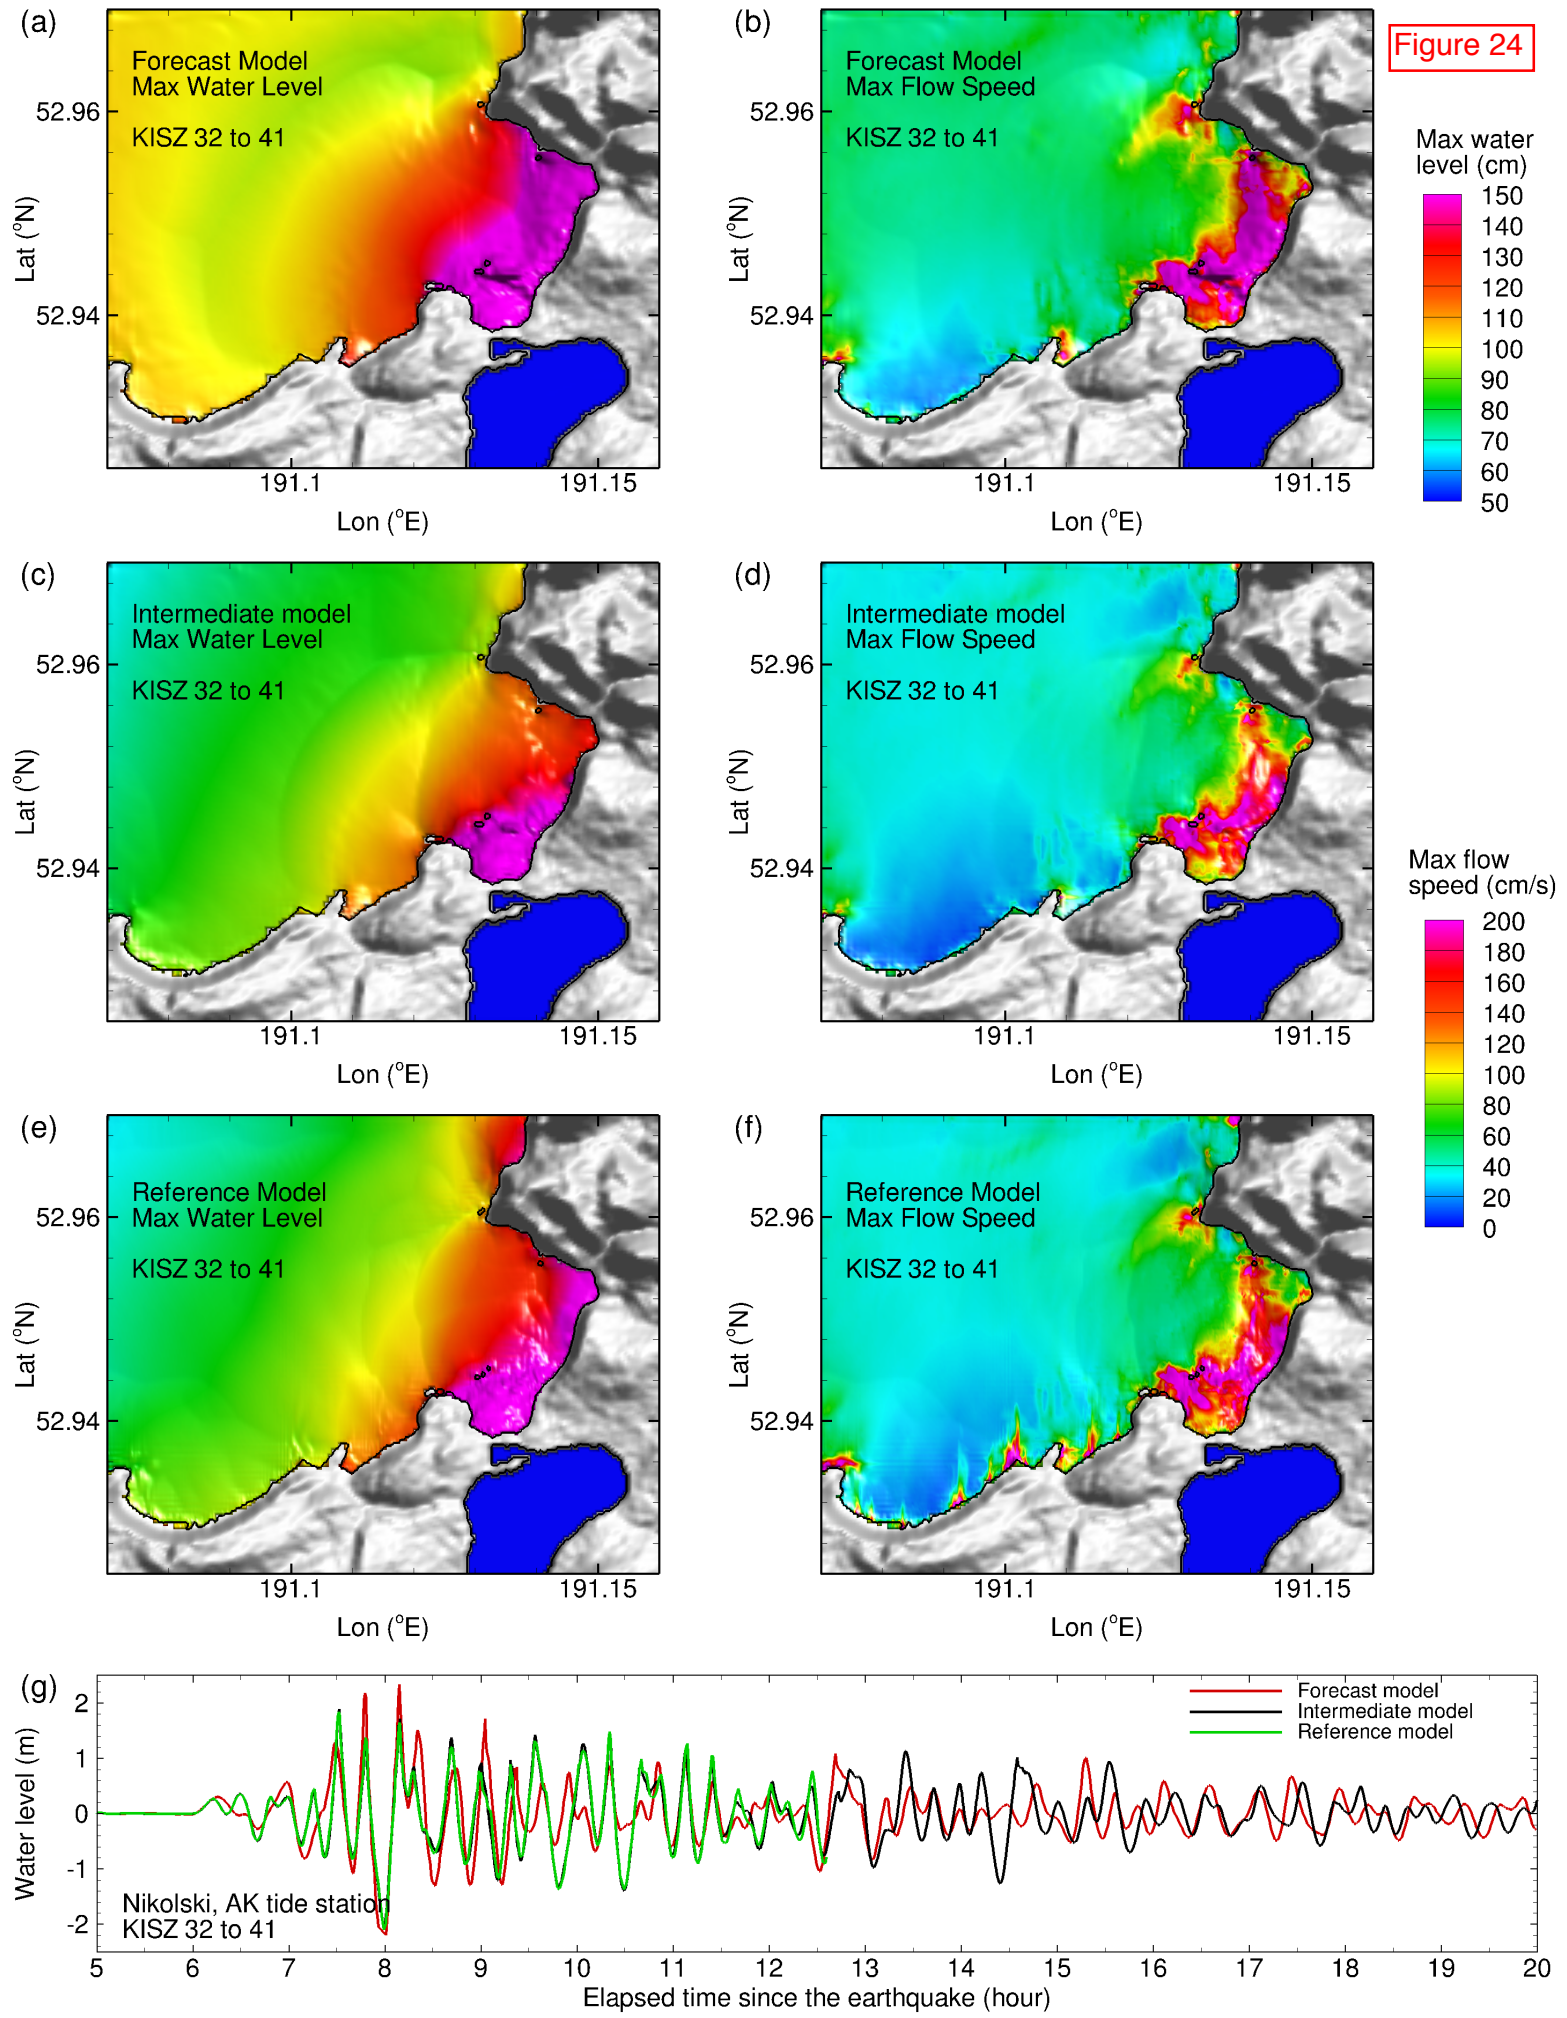 (a)
Forecast Model
Max Water Level
KISZ 32 to 41
52.96
52.94
Lat (°N)
191.1
191.15
Lon (°E)
(b)
Forecast Model
Max Flow Speed
KISZ 32 to 41
52.96
52.94
Lat (°N)
191.1
191.15
Lon (°E)
Figure 24
Max water
level (cm)
150
140
130
120
110
100
90
80
70
60
50
(c)
Intermediate model
Max Water Level
KISZ 32 to 41
52.96
52.94
Lat (°N)
191.1
191.15
Lon (°E)
(d)
Intermediate model
Max Flow Speed
KISZ 32 to 41
52.96
52.94
Lat (°N)
191.1
191.15
Lon (°E)
Max flow
speed (cm/s)
200
180
160
140
120
100
80
60
40
20
0
(e)
Reference Model
Max Water Level
KISZ 32 to 41
52.96
52.94
Lat (°N)
191.1
191.15
Lon (°E)
(f)
Reference Model
Max Flow Speed
KISZ 32 to 41
52.96
52.94
Lat (°N)
191.1
191.15
Lon (°E)
(g)
Forecast model
Intermediate model
Reference model
2
1
0
-1
-2
Water level (m)
Nikolski, AK tide station
KISZ 32 to 41
5 6 7 8 9 10 11 12 13 14 15 16 17 18 19 20
Elapsed time since the earthquake (hour)